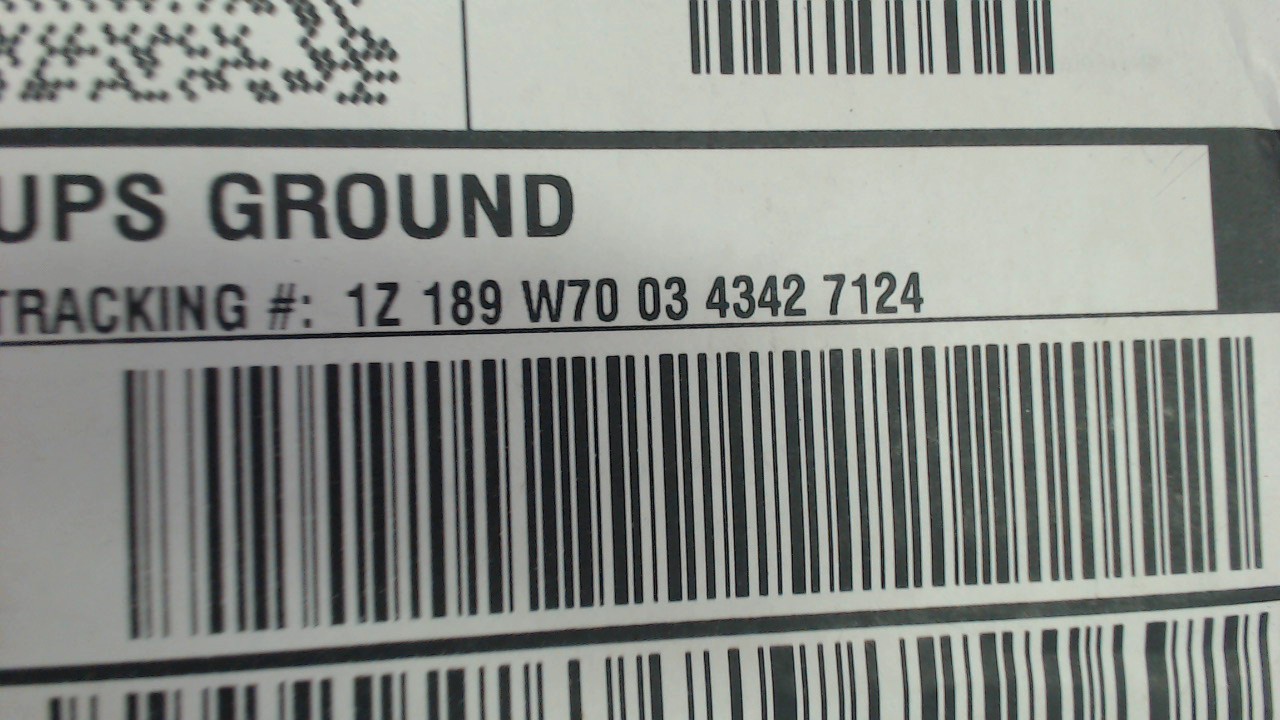 UPS GROUND
TRACKING #: 1Z 189 W70 03 4342 7124